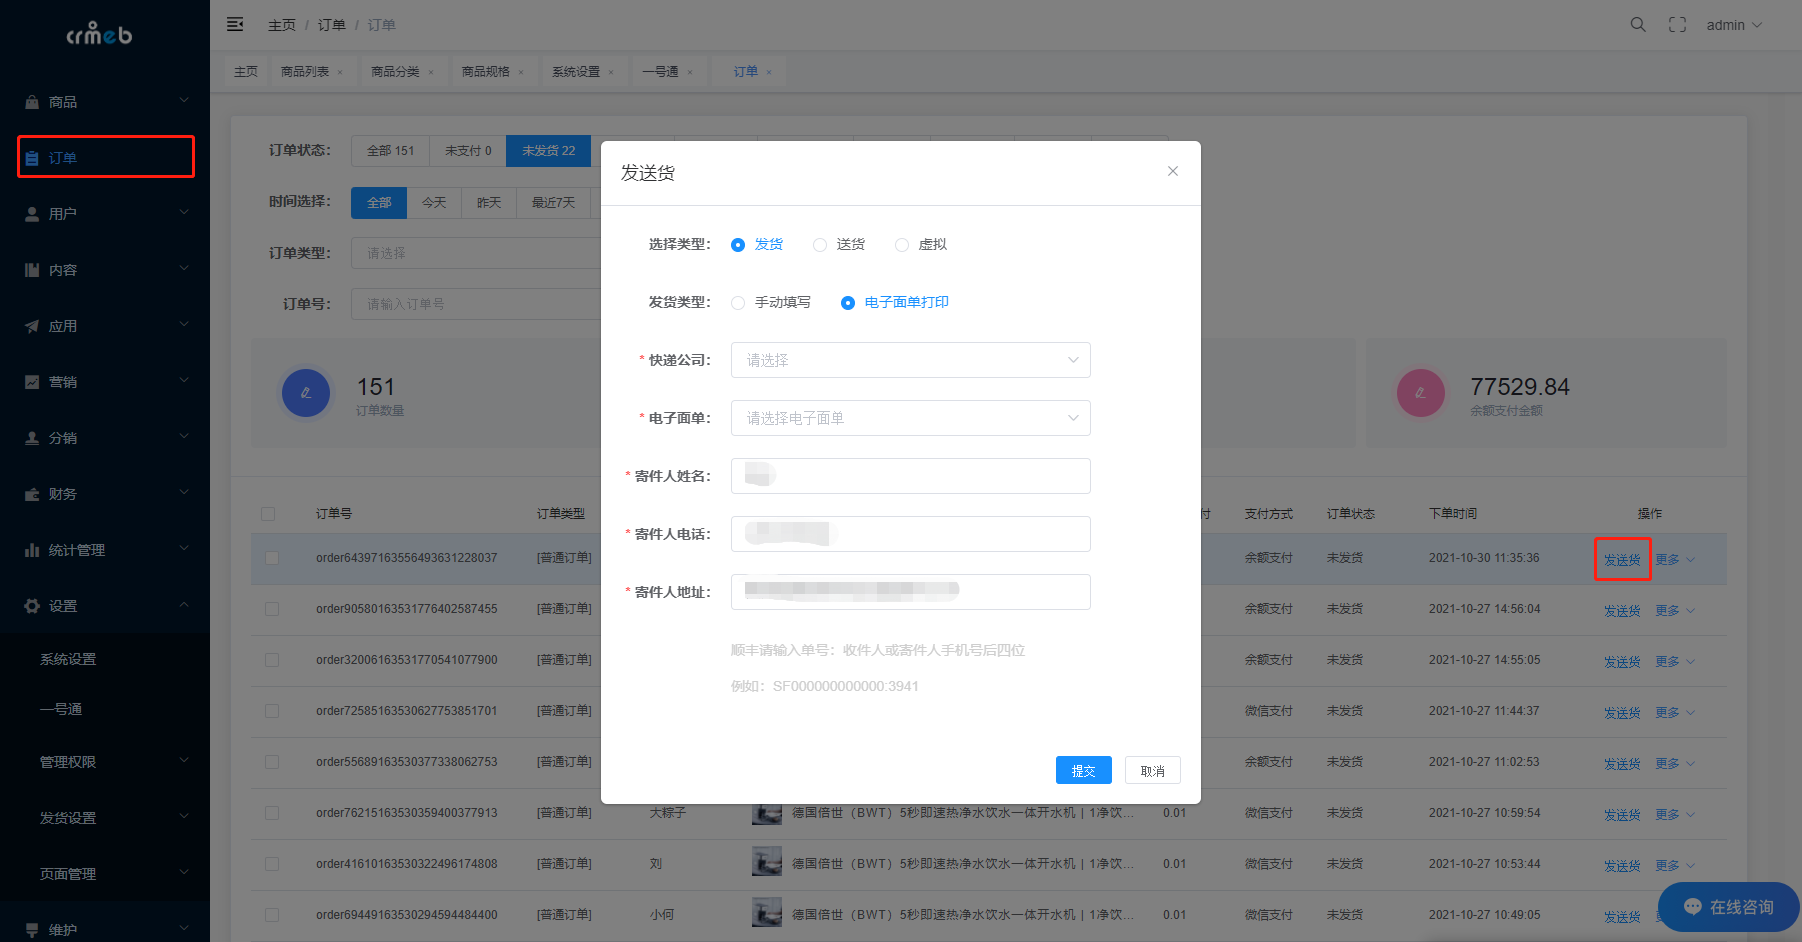 crmeb
主页 / 订单 / 订单
admin
主页
商品列表 ×
商品分类 ×
商品规格 ×
系统设置 ×
一号通 ×
订单 ×
商品
订单
用户
内容
应用
营销
分销
财务
统计管理
设置
系统设置
一号通
管理权限
发货设置
页面管理
维护
订单状态：
全部 151
未支付 0
未发货 22
时间选择：
全部
今天
昨天
最近7天
订单类型：
请选择
订单号：
请输入订单号
151
订单数量
77529.84
余额支付金额
发送货
选择类型：
发货
送货
虚拟
发货类型：
手动填写
电子面单打印
* 快递公司：
请选择
* 电子面单：
请选择电子面单
* 寄件人姓名：
* 寄件人电话：
* 寄件人地址：
顺丰请输入单号：收件人或寄件人手机号后四位
例如：SF000000000000:3941
提交
取消
订单号 订单类型 付 支付方式 订单状态 下单时间 操作
order64397163556493631228037 [普通订单] 余额支付 未发货 2021-10-30 11:35:36 发送货 更多
order90580163531776402587455 [普通订单] 余额支付 未发货 2021-10-27 14:56:04 发送货 更多
order32006163531770541077900 [普通订单] 余额支付 未发货 2021-10-27 14:55:05 发送货 更多
order72585163530627753851701 [普通订单] 微信支付 未发货 2021-10-27 11:44:37 发送货 更多
order55689163530377338062753 [普通订单] 微信支付 未发货 2021-10-27 11:02:53 发送货 更多
order76215163530359400377913 [普通订单] 大粽子 德国倍世（BWT）5秒即速热净水饮水一体开水机 | 1净饮... 0.01 微信支付 未发货 2021-10-27 10:59:54 发送货 更多
order41610163530322496174808 [普通订单] 刘 德国倍世（BWT）5秒即速热净水饮水一体开水机 | 1净饮... 0.01 微信支付 未发货 2021-10-27 10:53:44 发送货 更多
order69449163530294594484400 [普通订单] 小何 德国倍世（BWT）5秒即速热净水饮水一体开水机 | 1净饮... 0.01 微信支付 未发货 2021-10-27 10:49:05 发送货
在线咨询